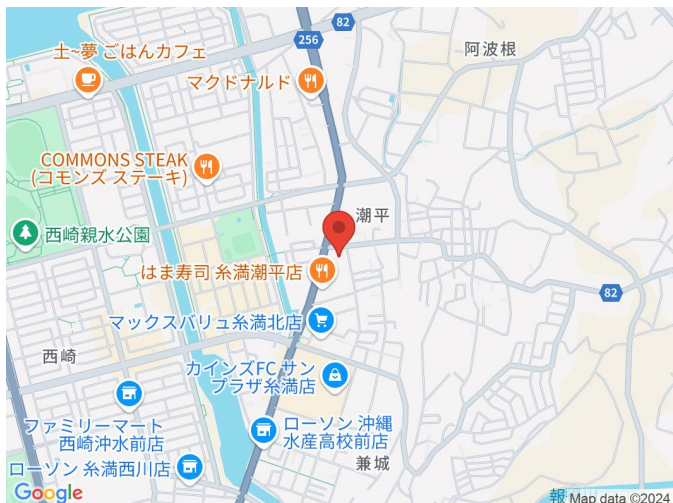 82
256
阿波根
土~夢 ごはんカフェ
マクドナルド
COMMONS STEAK
(コモンズ ステーキ)
潮平
西崎親水公園
はま寿司 糸満潮平店
82
マックスバリュ糸満北店
西崎
カインズFC サン
プラザ糸満店
ファミリーマート
西崎沖水前店
ローソン 沖縄
水産高校前店
兼城
ローソン 糸満西川店
Google
報
Map data ©2024